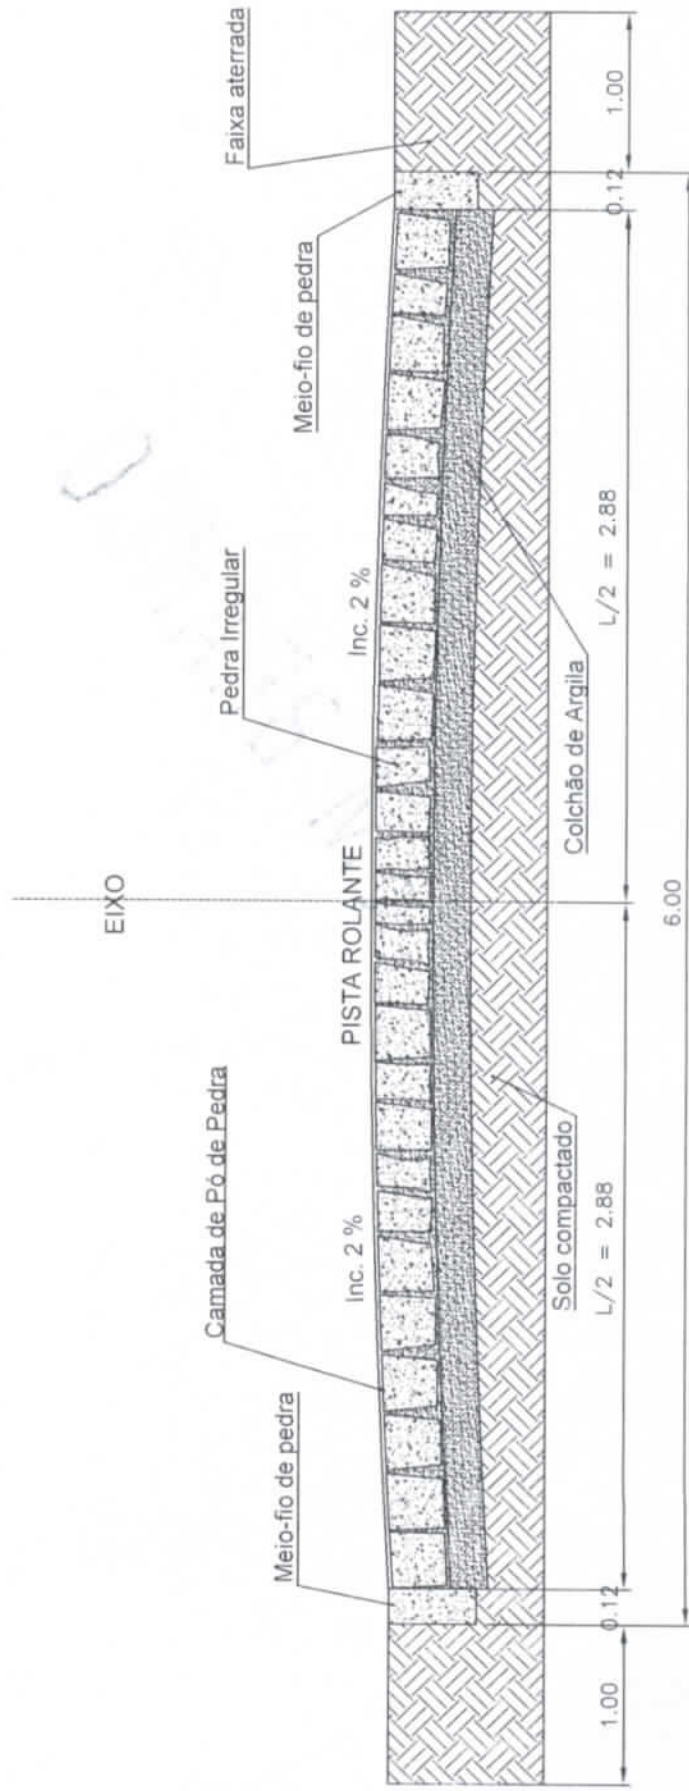 EIXO
Camada de Pó de Pedra
Pedra Irregular
Faixa aterrada
Meio-fio de pedra
Meio-fio de pedra
PISTA ROLANTE
Inc. 2 %
Inc. 2 %
Solo compactado
Colchão de Argila
1.00
0.12
L/2 = 2.88
L/2 = 2.88
0.12
1.00
6.00